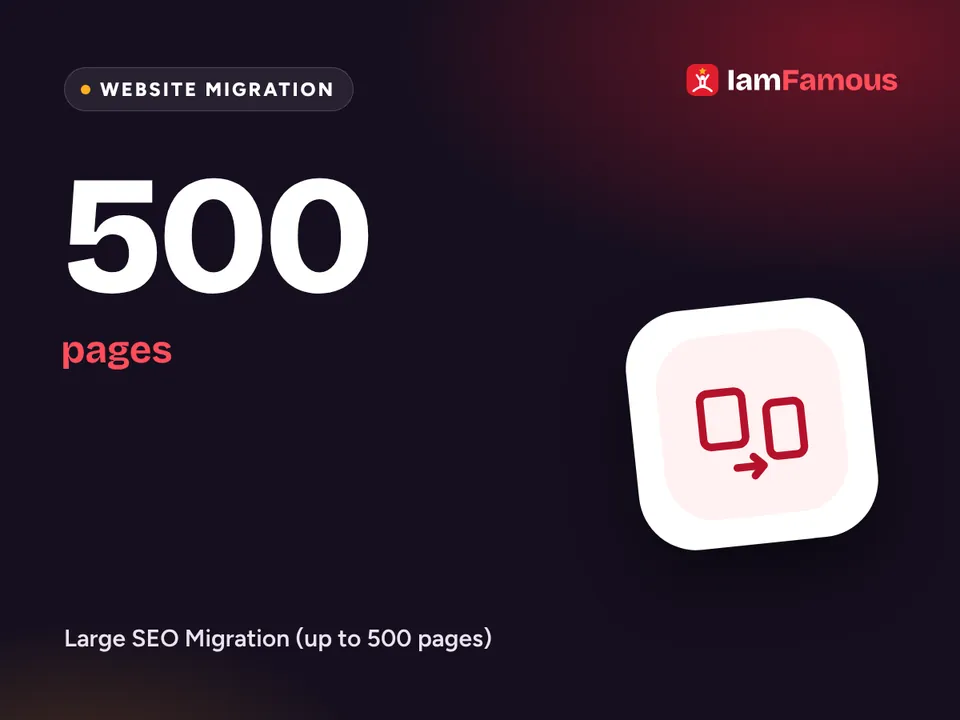 WEBSITE MIGRATION
IamFamous
500
pages
Large SEO Migration (up to 500 pages)